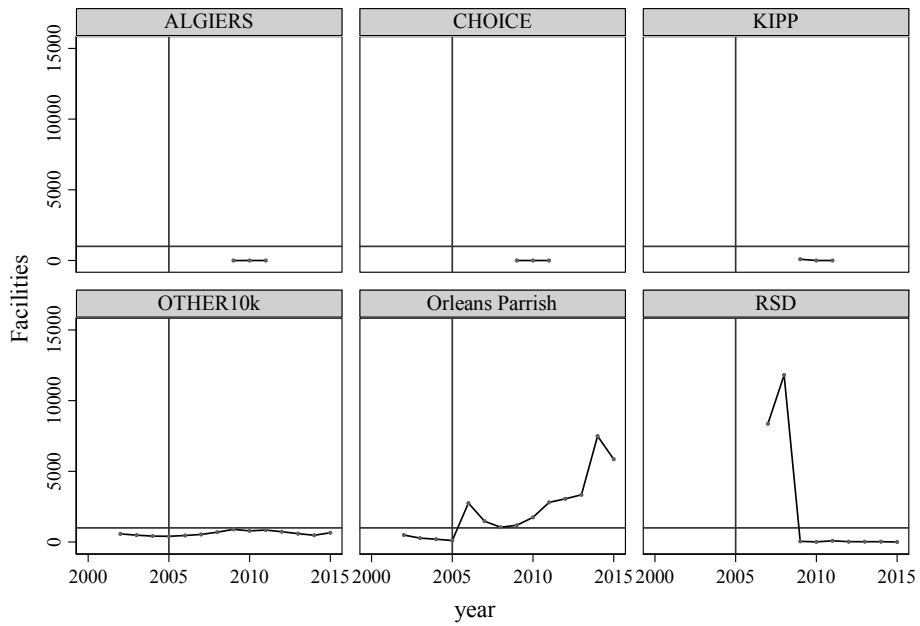 ALGIERS CHOICE KIPP
15000
10000
5000
0
Facilities
OTHER10k Orleans Parrish RSD
15000
10000
5000
0
2000 2005 2010 2015 2000 2005 2010 2015 2000 2005 2010 2015
year